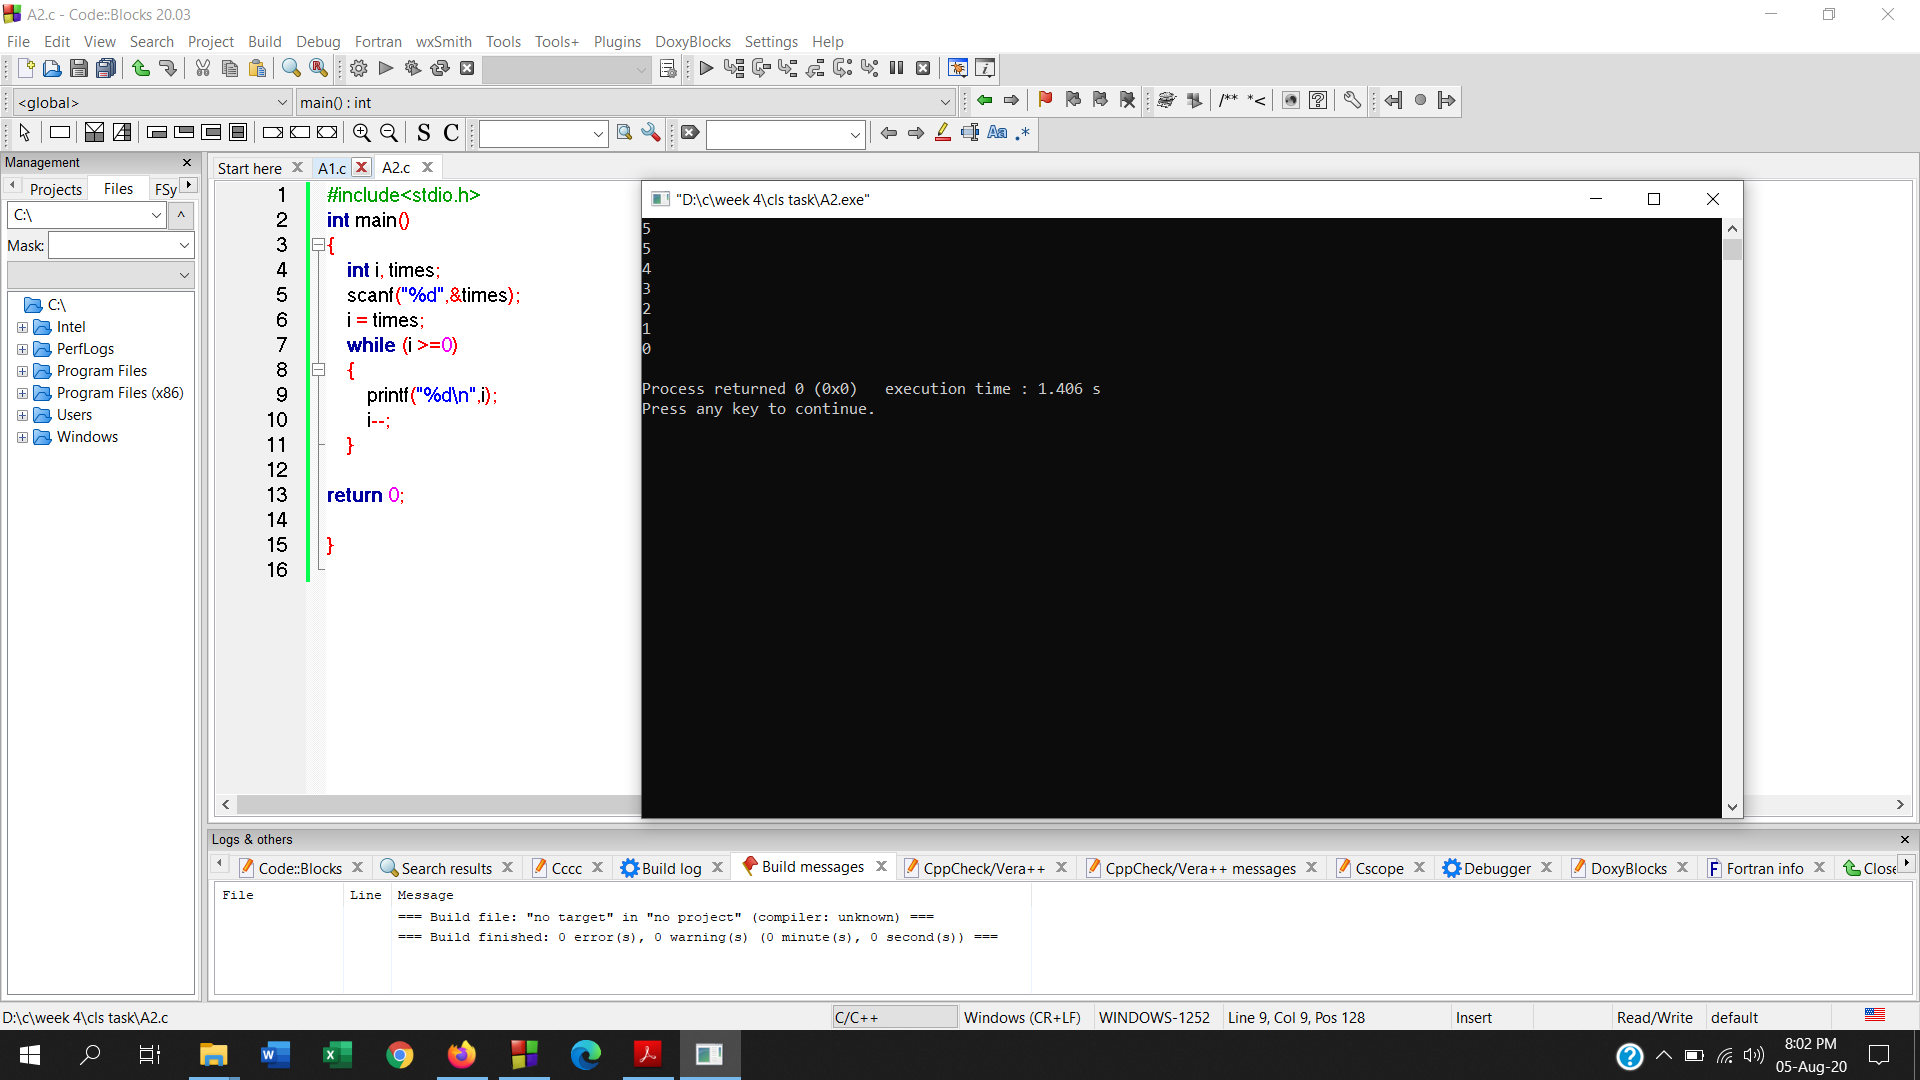 A2.c - Code::Blocks 20.03
File Edit View Search Project Build Debug Fortran wxSmith Tools Tools+ Plugins DoxyBlocks Settings Help
<global> main() : int
/** *<
S C Aa .*
Management
Projects Files FSy
Start here A1.c A2.c
C:\
Mask:
C:\
Intel
PerfLogs
Program Files
Program Files (x86)
Users
Windows
1 #include<stdio.h>
2 int main()
3 {
4 int i, times;
5 scanf("%d",&times);
6 i = times;
7 while (i >=0)
8 {
9 printf("%d\n",i);
10 i--;
11 }
12
13 return 0;
14
15 }
16
"D:\c\week 4\cls task\A2.exe"
5
5
4
3
2
1
0
Process returned 0 (0x0) execution time : 1.406 s
Press any key to continue.
Logs & others
Code::Blocks Search results Cccc Build log Build messages CppCheck/Vera++ CppCheck/Vera++ messages Cscope Debugger DoxyBlocks Fortran info Close
File Line Message
=== Build file: "no target" in "no project" (compiler: unknown) ===
=== Build finished: 0 error(s), 0 warning(s) (0 minute(s), 0 second(s)) ===
D:\c\week 4\cls task\A2.c C/C++ Windows (CR+LF) WINDOWS-1252 Line 9, Col 9, Pos 128 Insert Read/Write default
8:02 PM
05-Aug-20